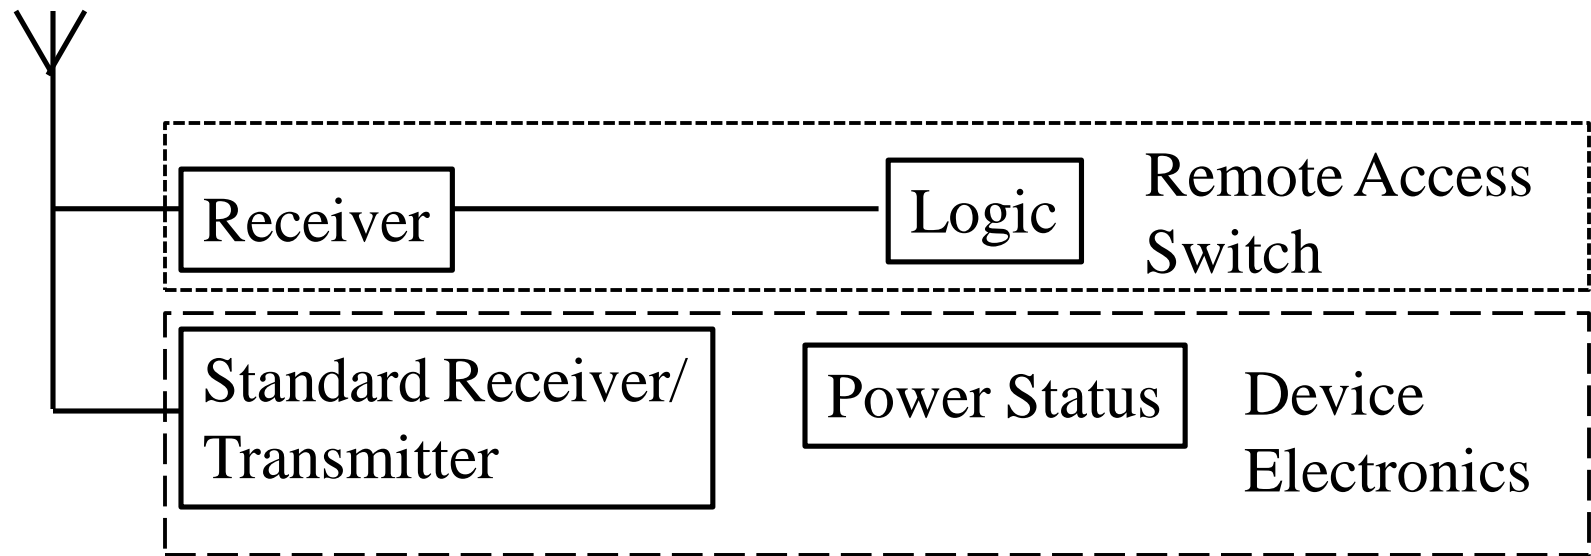 Receiver
Logic
Remote Access
Switch
Standard Receiver/
Transmitter
Power Status
Device
Electronics